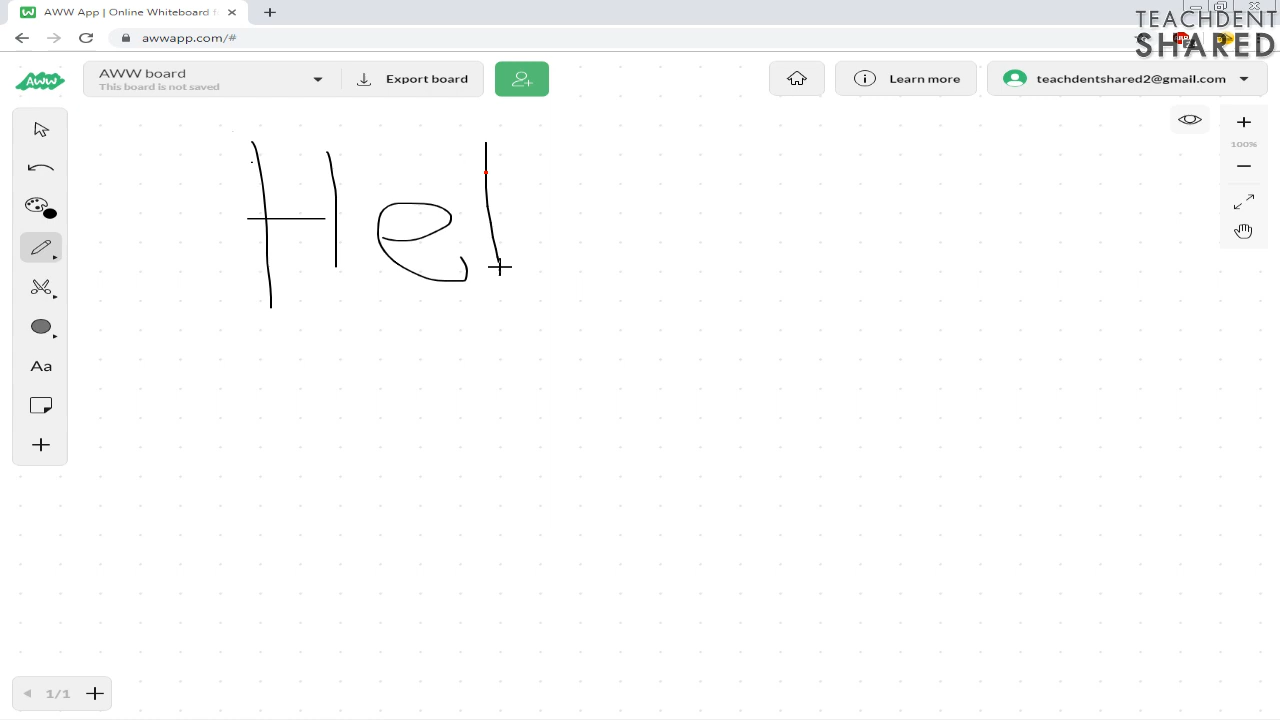 AWW App | Online Whiteboard f
awwapp.com/#
TEACHDENT
SHARED
AWW
AWW board
This board is not saved
Export board
Learn more
teachdentshared2@gmail.com
100%
Hel
Aa
1/1